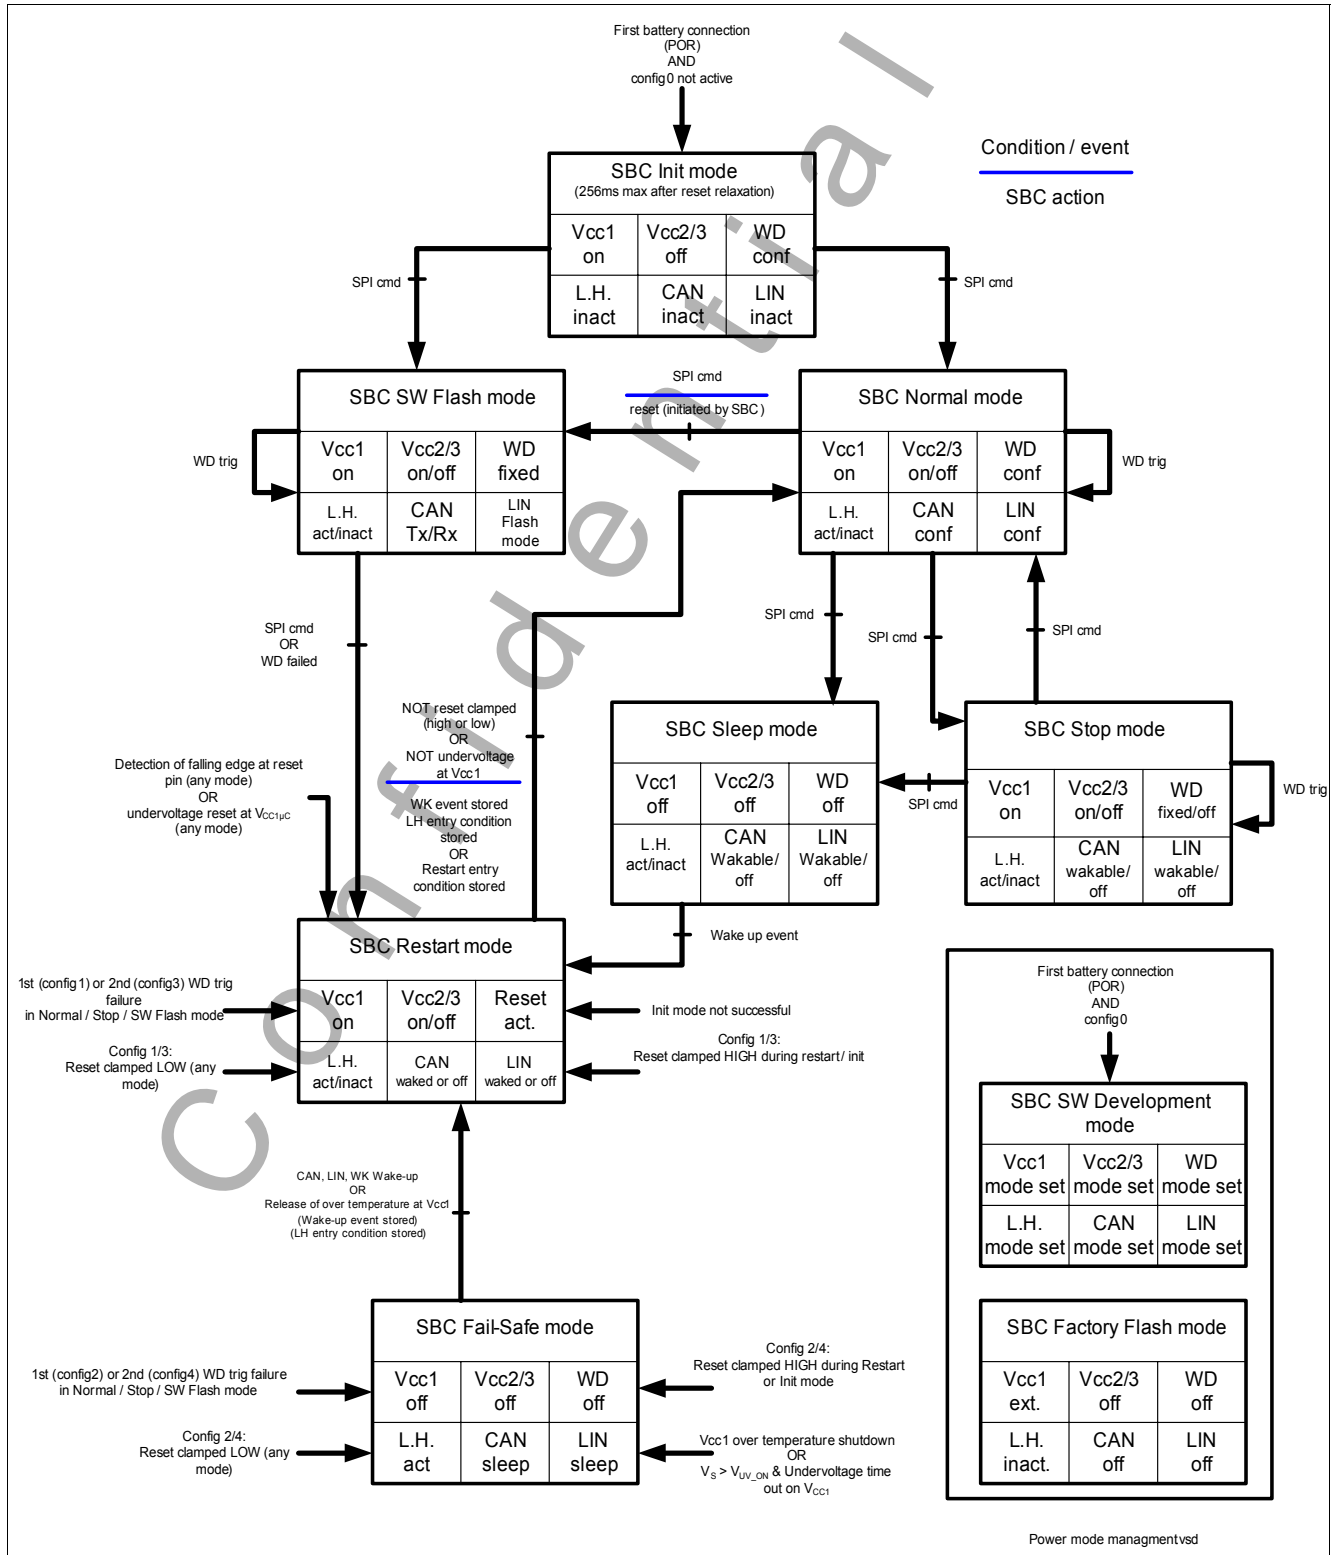 First battery connection
(POR)
AND
config0 not active
Condition / event
SBC action
SBC Init mode
(256ms max after reset relaxation)
Vcc1 on
Vcc2/3 off
WD conf
L.H. inact
CAN inact
LIN inact
SPI cmd
SPI cmd
SBC SW Flash mode
Vcc1 on
Vcc2/3 on/off
WD fixed
L.H. act/inact
CAN Tx/Rx
LIN Flash mode
WD trig
SPI cmd
reset (initiated by SBC)
SBC Normal mode
Vcc1 on
Vcc2/3 on/off
WD conf
L.H. act/inact
CAN conf
LIN conf
WD trig
SPI cmd
OR
WD failed
SPI cmd
SPI cmd
SPI cmd
NOT reset clamped
(high or low)
OR
NOT undervoltage
at Vcc1
WK event stored
LH entry condition
stored
OR
Restart entry
condition stored
Detection of falling edge at reset
pin (any mode)
OR
undervoltage reset at VCC1µC
(any mode)
SBC Sleep mode
Vcc1 off
Vcc2/3 off
WD off
L.H. act/inact
CAN Wakable/ off
LIN Wakable/ off
SPI cmd
SBC Stop mode
Vcc1 on
Vcc2/3 on/off
WD fixed/off
L.H. act/inact
CAN wakable/ off
LIN wakable/ off
WD trig
Wake up event
SBC Restart mode
Vcc1 on
Vcc2/3 on/off
Reset act.
L.H. act/inact
CAN waked or off
LIN waked or off
1st (config1) or 2nd (config3) WD trig
failure
in Normal / Stop / SW Flash mode
Config 1/3:
Reset clamped LOW (any
mode)
Init mode not successful
Config 1/3:
Reset clamped HIGH during restart/ init
CAN, LIN, WK Wake-up
OR
Release of over temperature at Vcc1
(Wake-up event stored)
(LH entry condition stored)
SBC Fail-Safe mode
Vcc1 off
Vcc2/3 off
WD off
L.H. act
CAN sleep
LIN sleep
1st (config2) or 2nd (config4) WD trig failure
in Normal / Stop / SW Flash mode
Config 2/4:
Reset clamped LOW (any
mode)
Config 2/4:
Reset clamped HIGH during Restart
or Init mode
Vcc1 over temperature shutdown
OR
VS > VUV_ON & Undervoltage time
out on VCC1
First battery connection
(POR)
AND
config0
SBC SW Development
mode
Vcc1 mode set
Vcc2/3 mode set
WD mode set
L.H. mode set
CAN mode set
LIN mode set
SBC Factory Flash mode
Vcc1 ext.
Vcc2/3 off
WD off
L.H. inact.
CAN off
LIN off
Power mode managmentvsd
Confidential